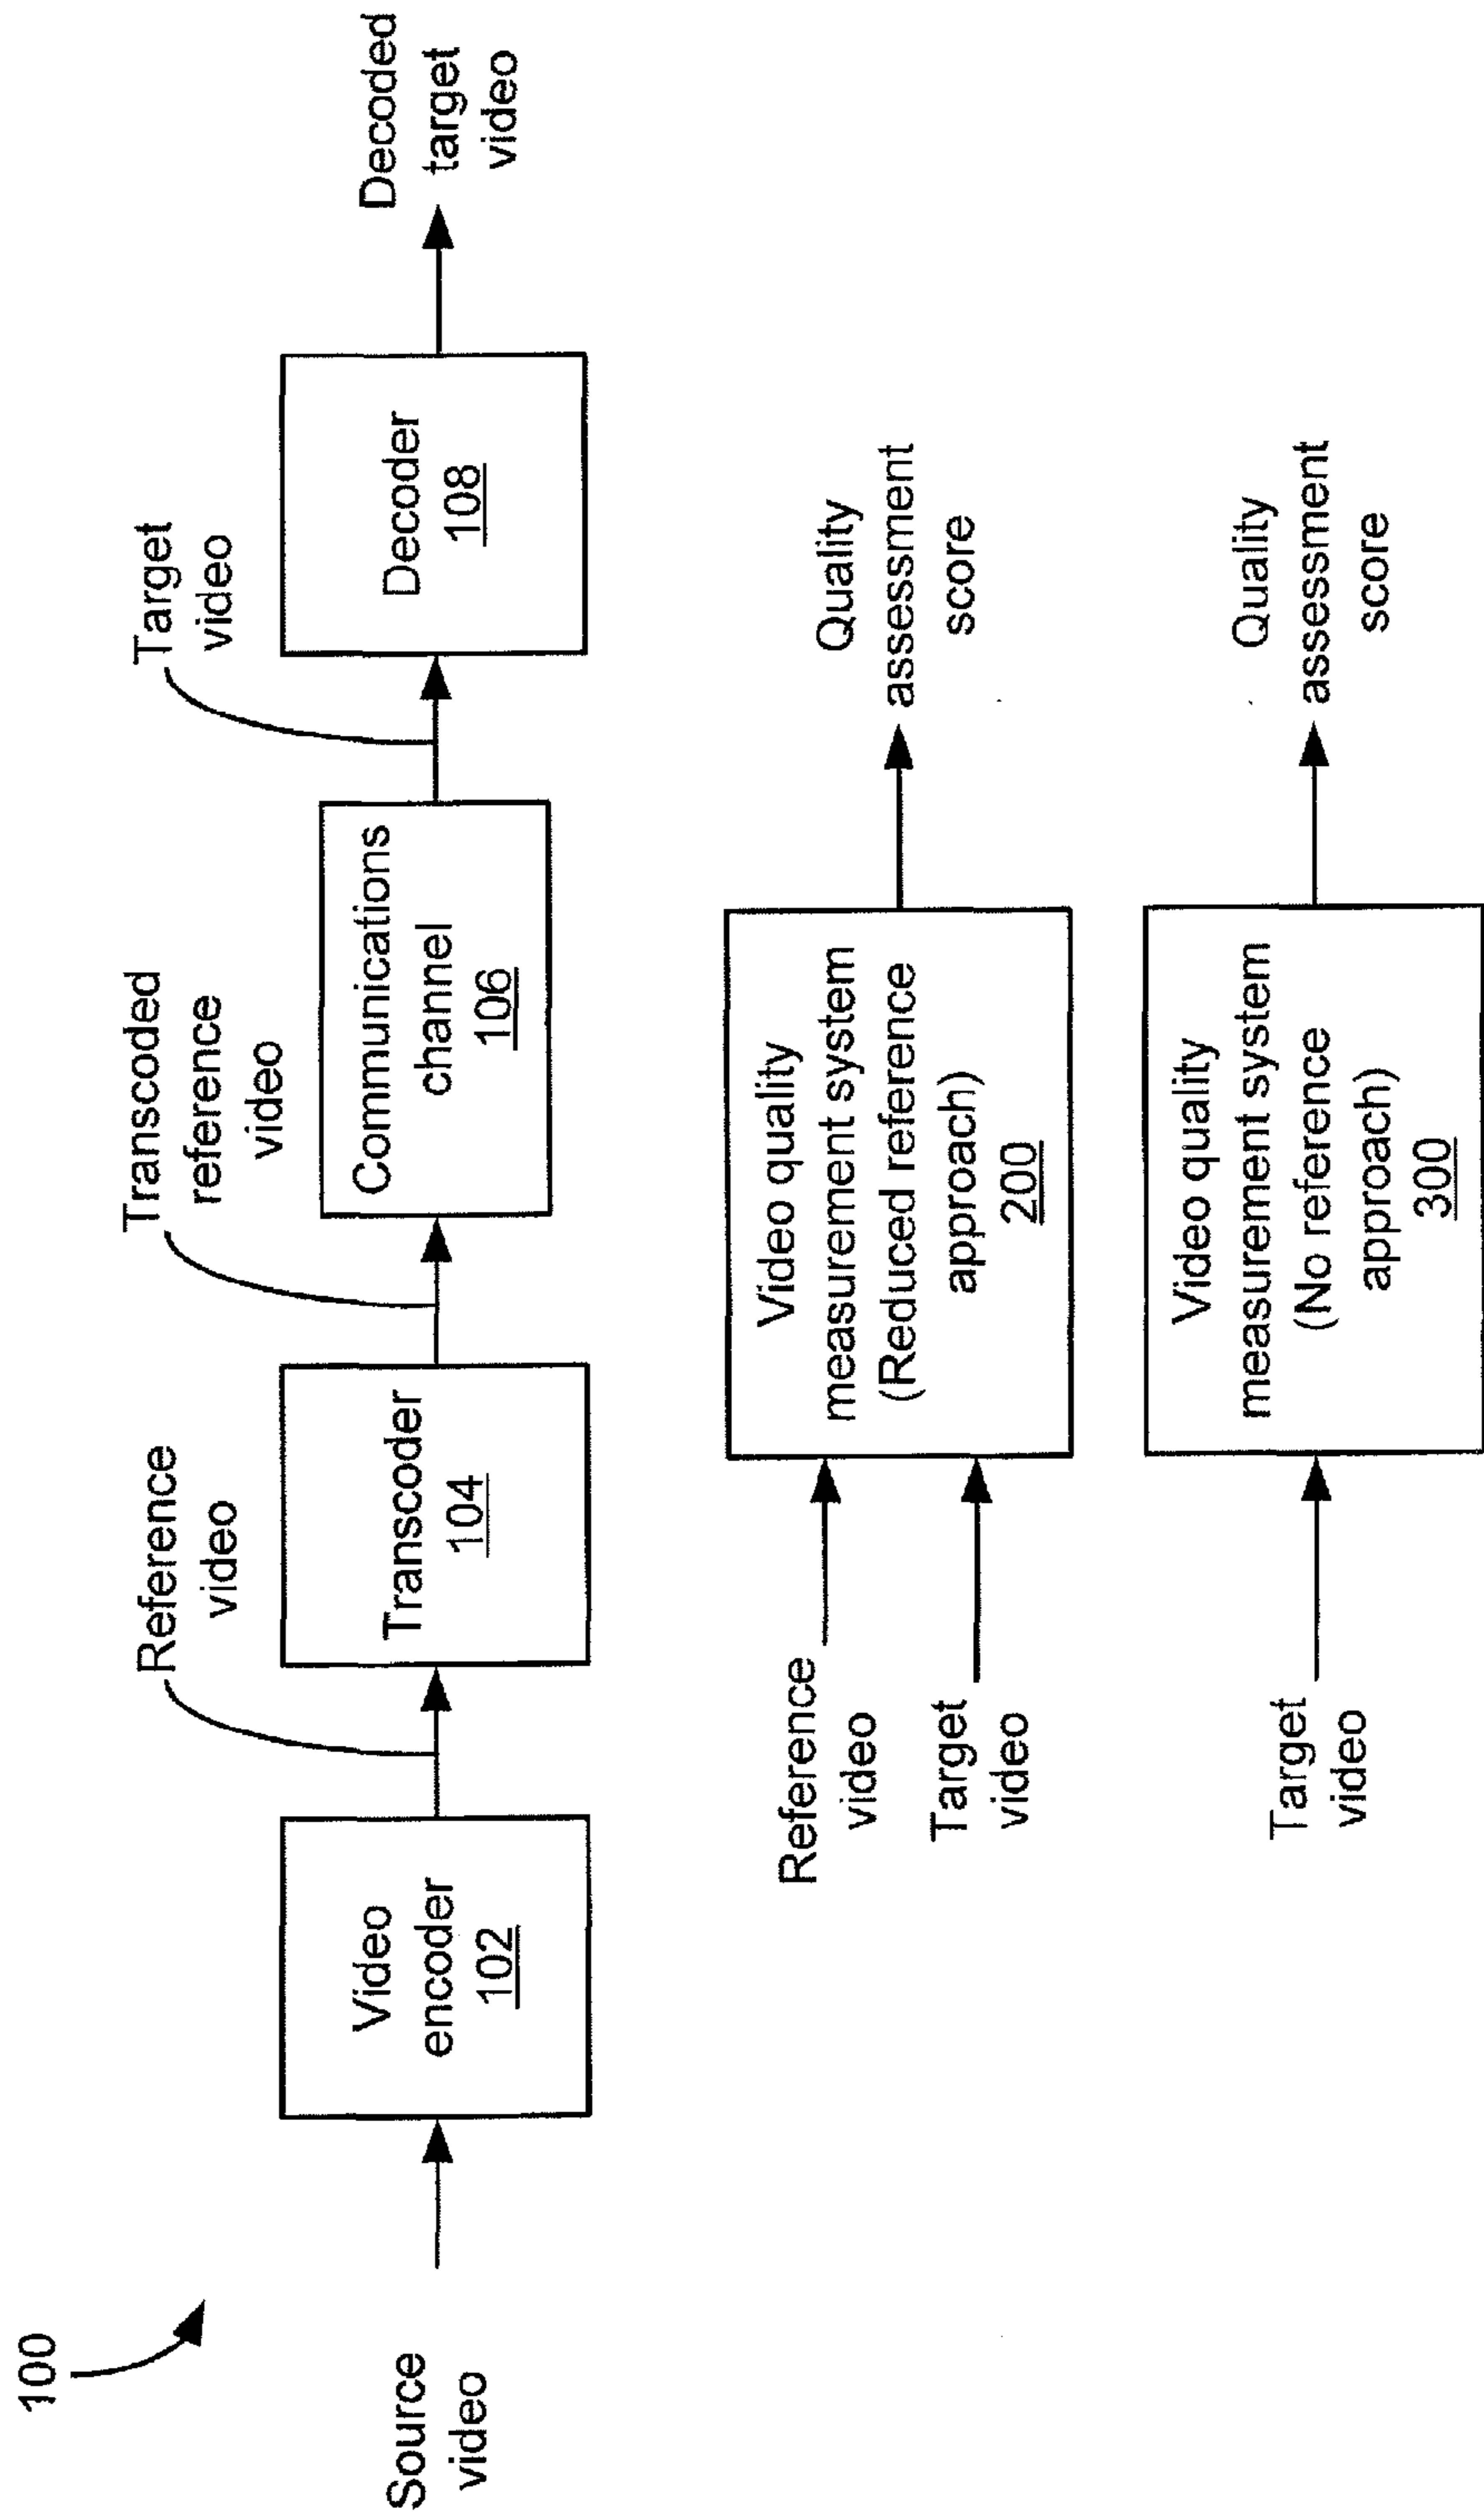 100
Source
video
Video
encoder
102
Reference
video
Transcoder
104
Transcoded
reference
video
Communications
channel
106
Target
video
Decoder
108
Decoded
target
video
Reference
video
Target
video
Video quality
measurement system
(Reduced reference
approach)
200
Quality
assessment
score
Target
video
Video quality
measurement system
(No reference
approach)
300
Quality
assessment
score